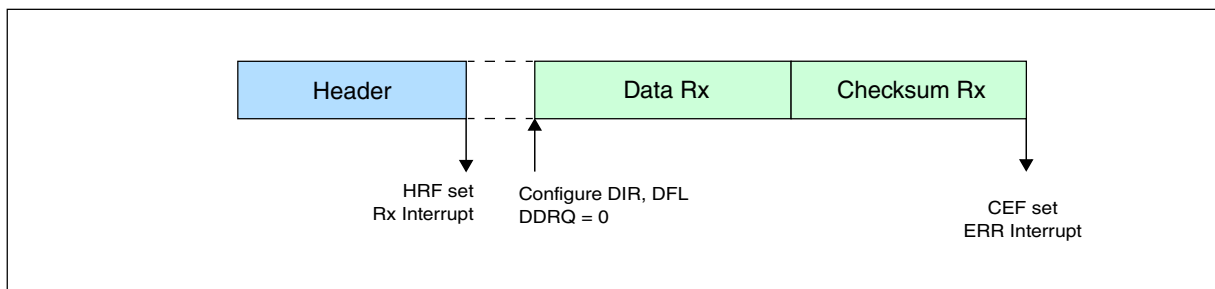 Header
Data Rx
Checksum Rx
HRF set
Rx Interrupt
Configure DIR, DFL
DDRQ = 0
CEF set
ERR Interrupt